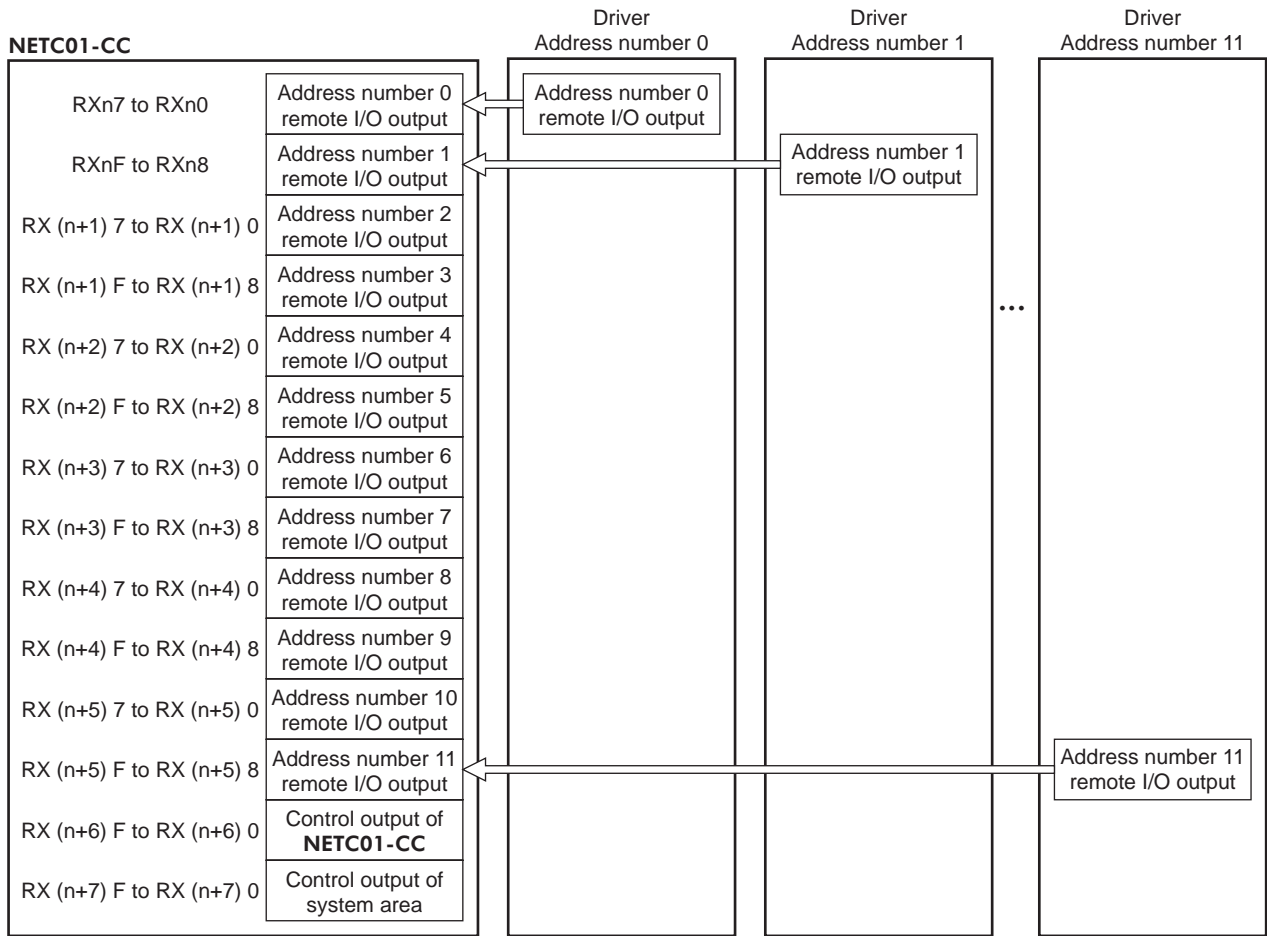 NETC01-CC
Driver
Address number 0
Driver
Address number 1
Driver
Address number 11
RXn7 to RXn0
Address number 0
remote I/O output
Address number 0
remote I/O output
RXnF to RXn8
Address number 1
remote I/O output
Address number 1
remote I/O output
RX (n+1) 7 to RX (n+1) 0
Address number 2
remote I/O output
RX (n+1) F to RX (n+1) 8
Address number 3
remote I/O output
...
RX (n+2) 7 to RX (n+2) 0
Address number 4
remote I/O output
RX (n+2) F to RX (n+2) 8
Address number 5
remote I/O output
RX (n+3) 7 to RX (n+3) 0
Address number 6
remote I/O output
RX (n+3) F to RX (n+3) 8
Address number 7
remote I/O output
RX (n+4) 7 to RX (n+4) 0
Address number 8
remote I/O output
RX (n+4) F to RX (n+4) 8
Address number 9
remote I/O output
RX (n+5) 7 to RX (n+5) 0
Address number 10
remote I/O output
RX (n+5) F to RX (n+5) 8
Address number 11
remote I/O output
Address number 11
remote I/O output
RX (n+6) F to RX (n+6) 0
Control output of
NETC01-CC
RX (n+7) F to RX (n+7) 0
Control output of
system area